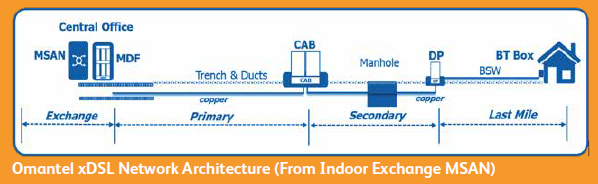 Central Office
MSAN
MDF
CAB
CAB
Manhole
DP
DP
BT Box
BSW
Trench & Ducts
copper
copper
Exchange
Primary
Secondary
Last Mile
Omantel xDSL Network Architecture (From Indoor Exchange MSAN)